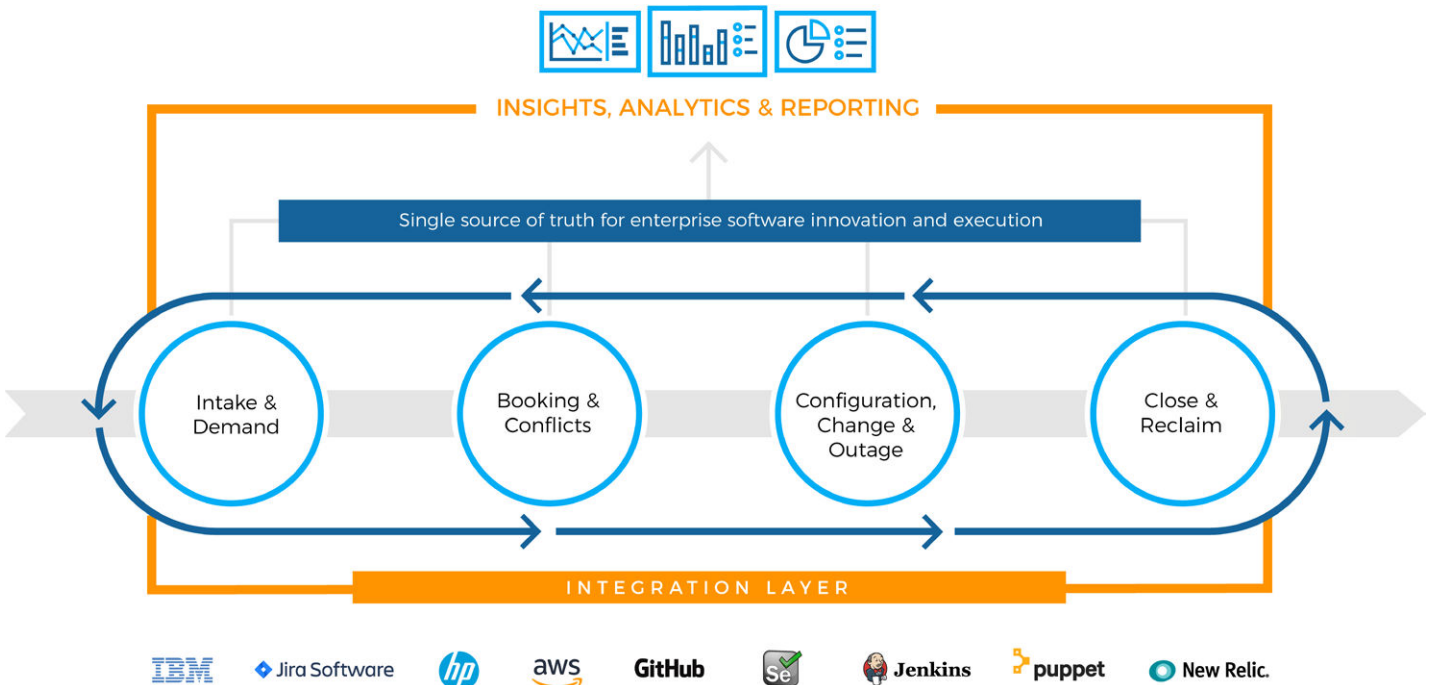 INSIGHTS, ANALYTICS & REPORTING
Single source of truth for enterprise software innovation and execution
Intake &
Demand
Booking &
Conflicts
Configuration,
Change &
Outage
Close &
Reclaim
INTEGRATION LAYER
IBM
Jira Software
hp
aws
GitHub
Se
Jenkins
puppet
New Relic.